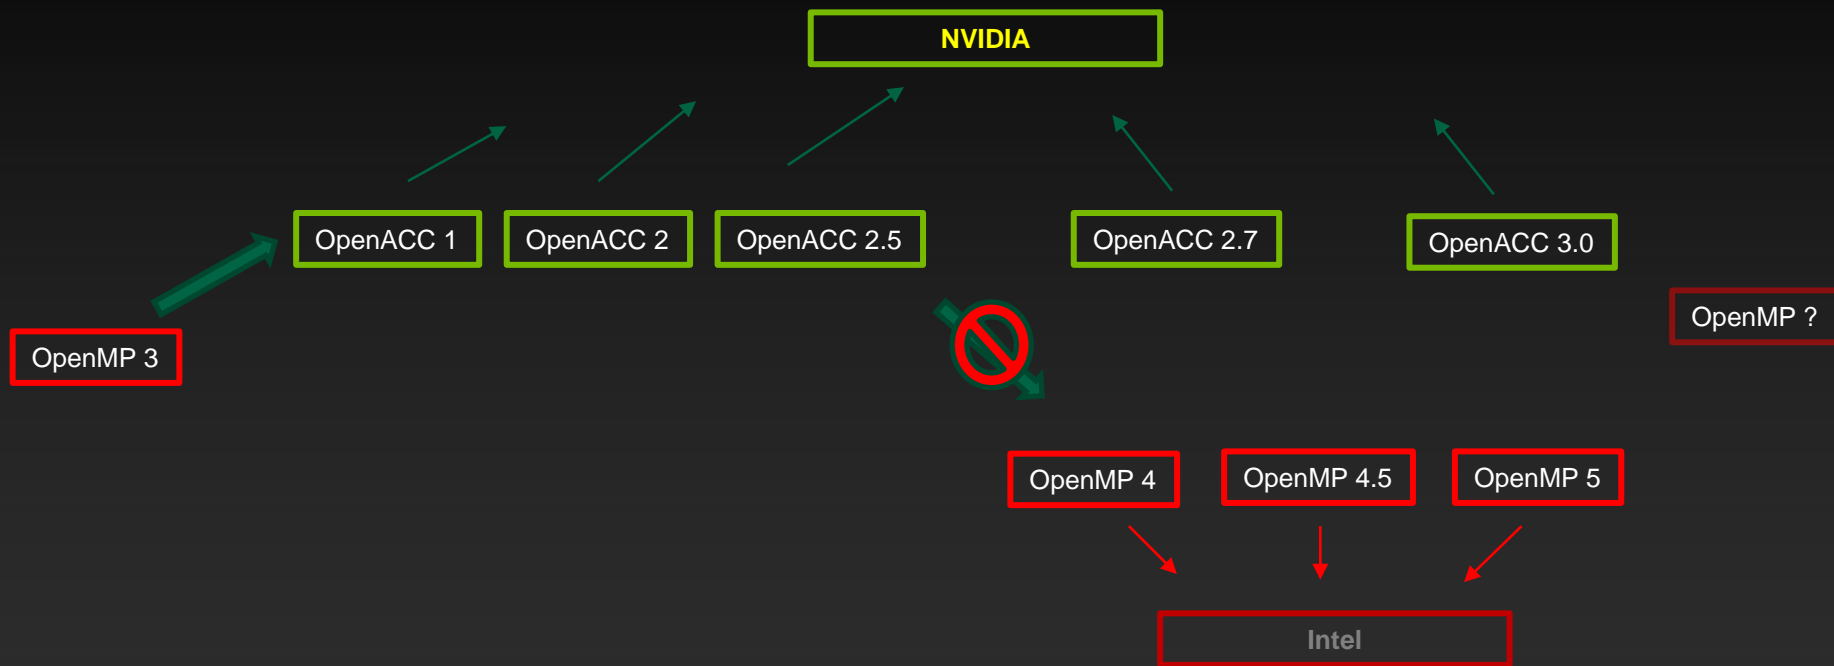 NVIDIA
OpenACC 1
OpenACC 2
OpenACC 2.5
OpenACC 2.7
OpenACC 3.0
OpenMP ?
OpenMP 3
OpenMP 4
OpenMP 4.5
OpenMP 5
Intel